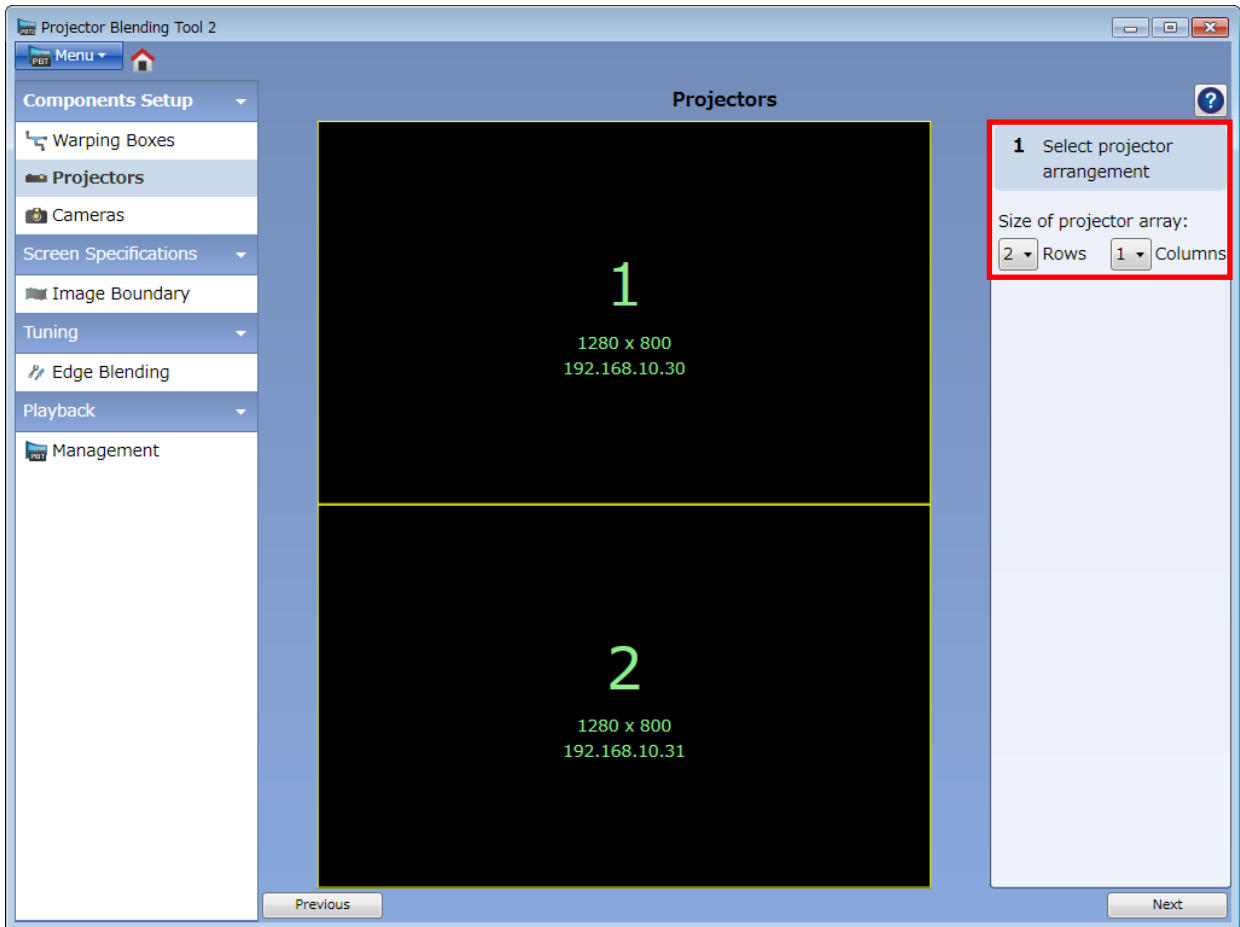 Projector Blending Tool 2
PBT Menu
Components Setup
Warping Boxes
Projectors
Cameras
Screen Specifications
Image Boundary
Tuning
Edge Blending
Playback
PBT Management
Projectors
?
1
1280 x 800
192.168.10.30
2
1280 x 800
192.168.10.31
1 Select projector
arrangement
Size of projector array:
2 Rows 1 Columns
Previous
Next